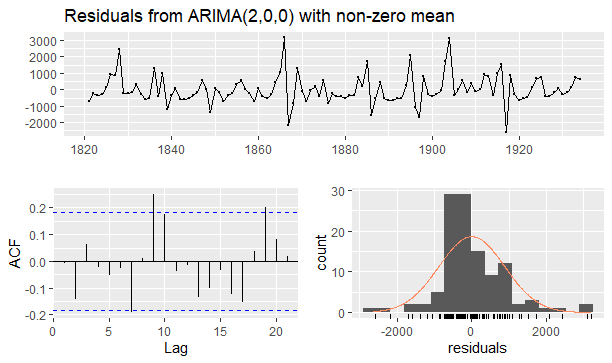 Residuals from ARIMA(2,0,0) with non-zero mean
3000
2000
1000
0
-1000
-2000
1820 1840 1860 1880 1900 1920
ACF
0.2
0.1
0.0
-0.1
-0.2
0 5 10 15 20
Lag
count
30
20
10
0
-2000 0 2000
residuals